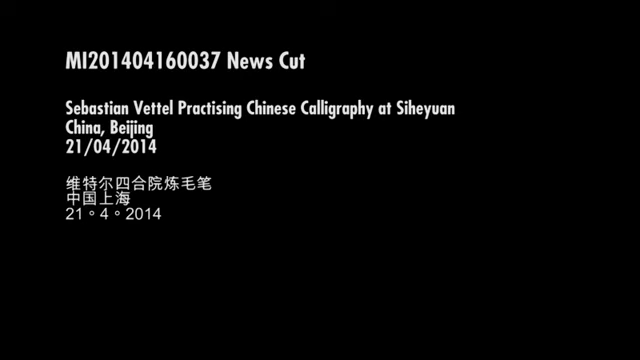 MI201404160037 News Cut
Sebastian Vettel Practising Chinese Calligraphy at Siheyuan
China, Beijing
21/04/2014
维特尔四合院炼毛笔
中国上海
21。4。2014